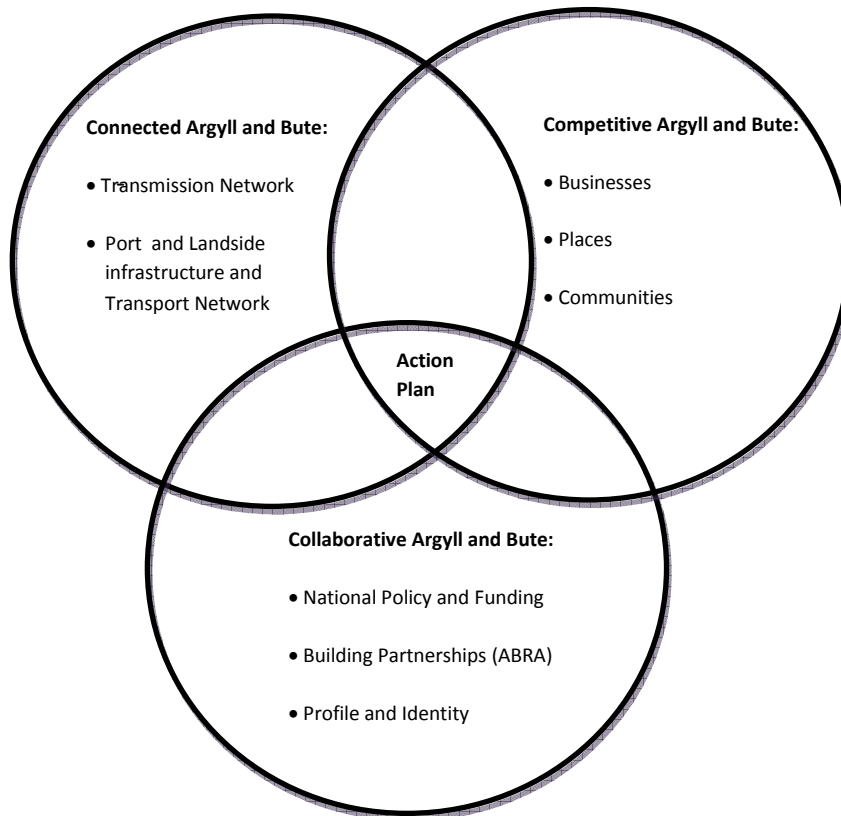 Connected Argyll and Bute:
• Transmission Network
• Port and Landside
infrastructure and
Transport Network
Competitive Argyll and Bute:
• Businesses
• Places
• Communities
Action
Plan
Collaborative Argyll and Bute:
• National Policy and Funding
• Building Partnerships (ABRA)
• Profile and Identity